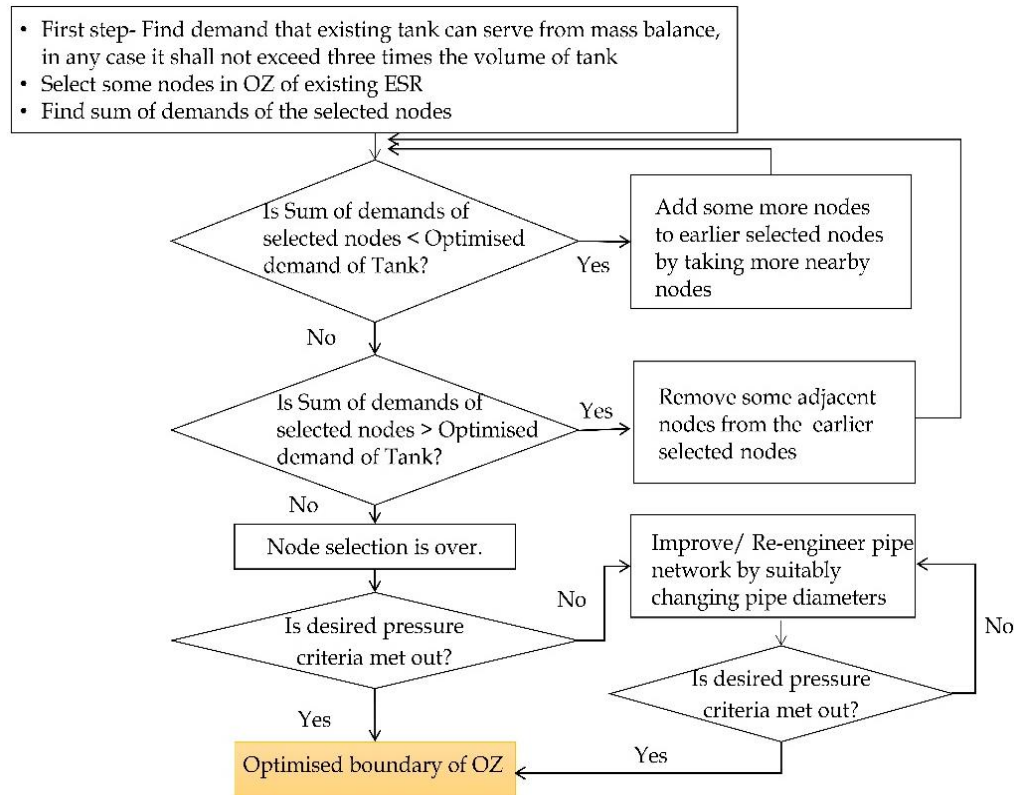 • First step- Find demand that existing tank can serve from mass balance,
in any case it shall not exceed three times the volume of tank
• Select some nodes in OZ of existing ESR
• Find sum of demands of the selected nodes
Is Sum of demands of
selected nodes < Optimised
demand of Tank?
Yes
Add some more nodes
to earlier selected nodes
by taking more nearby
nodes
No
Is Sum of demands of
selected nodes > Optimised
demand of Tank?
Yes
Remove some adjacent
nodes from the earlier
selected nodes
No
Node selection is over.
Is desired pressure
criteria met out?
No
Improve/ Re-engineer pipe
network by suitably
changing pipe diameters
No
Is desired pressure
criteria met out?
Yes
Yes
Optimised boundary of OZ